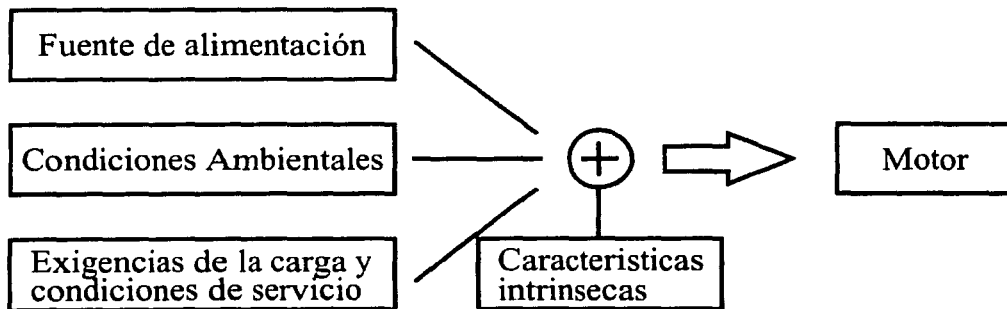 Fuente de alimentación
Condiciones Ambientales
Motor
Exigencias de la carga y
condiciones de servicio
Caracteristicas
intrinsecas